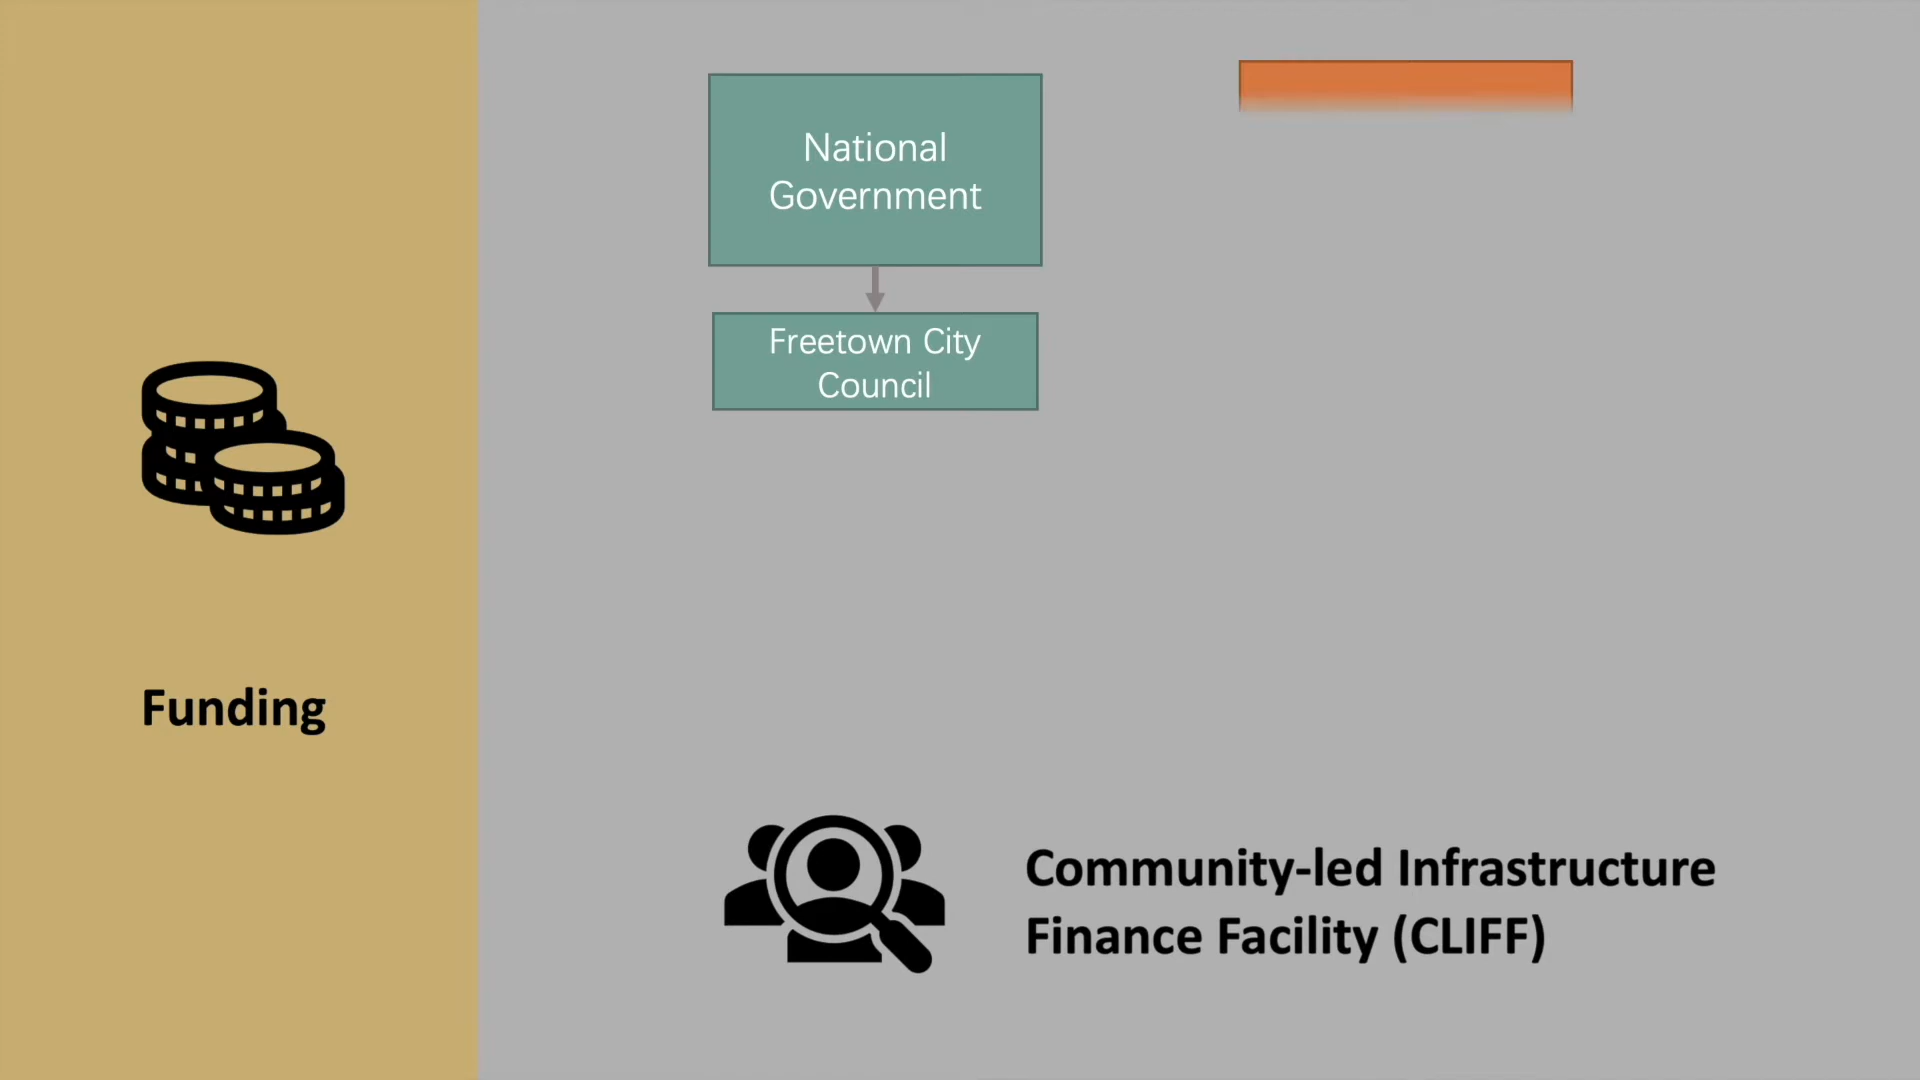 National
Government
Freetown City
Council
Funding
Community-led Infrastructure
Finance Facility (CLIFF)